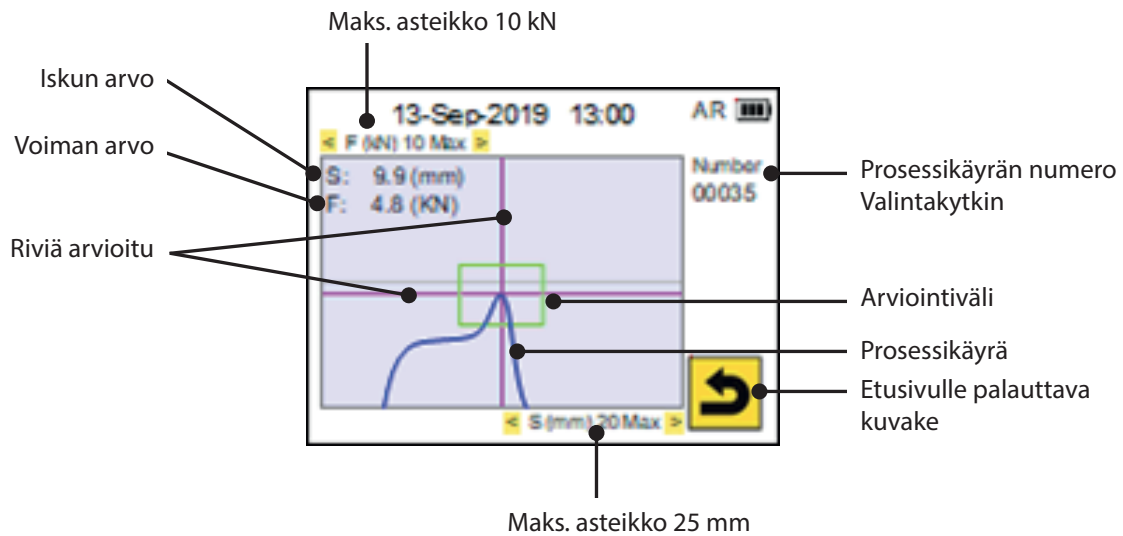 Maks. asteikko 10 kN
Iskun arvo
Voiman arvo
Riviä arvioitu
13-Sep-2019 13:00 AR
< F (kN) 10 Max >
S: 9.9 (mm)
F: 4.8 (KN)
Number
00035
< S (mm) 20 Max >
Prosessikäyrän numero
Valintakytkin
Arviointiväli
Prosessikäyrä
Etusivulle palauttava
kuvake
Maks. asteikko 25 mm